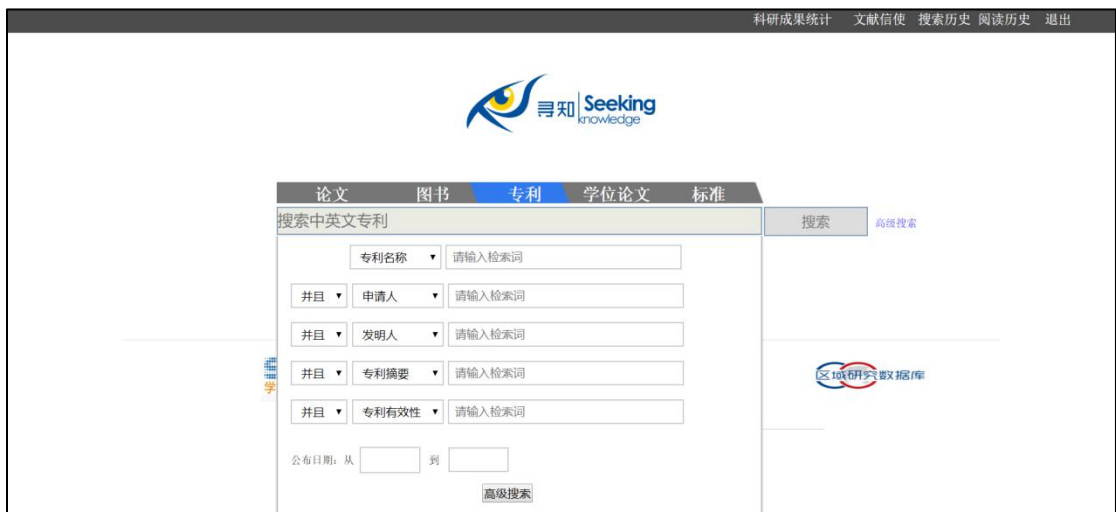 科研成果统计 文献信使 搜索历史 阅读历史 退出
寻知 Seeking
knowledge
论文 图书 专利 学位论文 标准
搜索中英文专利 搜索 高级搜索
专利名称 请输入检索词
并且 申请人 请输入检索词
并且 发明人 请输入检索词
并且 专利摘要 请输入检索词
学 区域研究数据库
并且 专利有效性 请输入检索词
公布日期：从 到
高级搜索